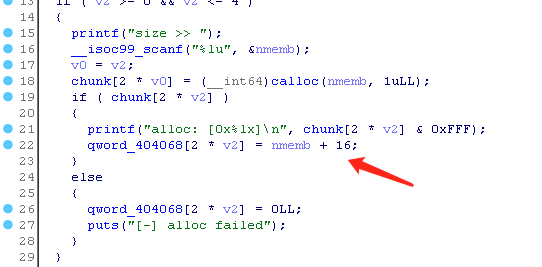 13 if ( v2 >= 0 && v2 <= 4 )
14 {
15 printf("size >> ");
16 __isoc99_scanf("%lu", &nmemb);
17 v0 = v2;
18 chunk[2 * v0] = (__int64)calloc(nmemb, 1uLL);
19 if ( chunk[2 * v2] )
20 {
21 printf("alloc: [0x%lx]\n", chunk[2 * v2] & 0xFFF);
22 qword_404068[2 * v2] = nmemb + 16;
23 }
24 else
25 {
26 qword_404068[2 * v2] = 0LL;
27 puts("[-] alloc failed");
28 }
29 }